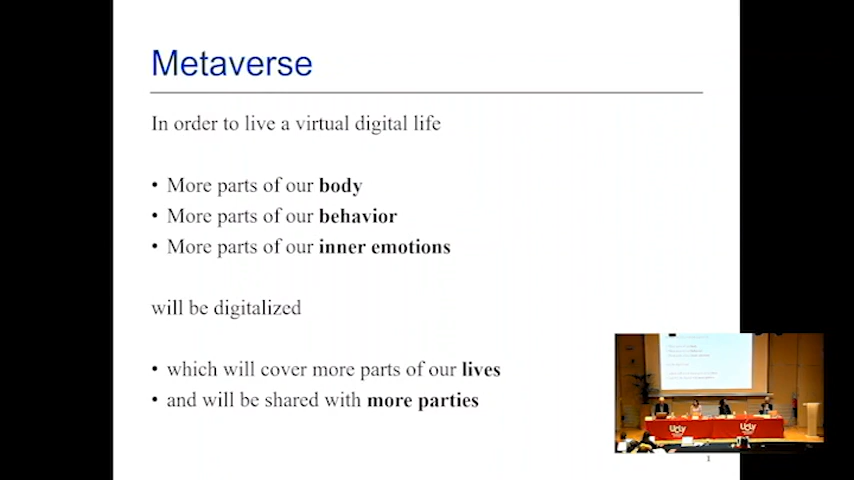 Metaverse
In order to live a virtual digital life
• More parts of our body
• More parts of our behavior
• More parts of our inner emotions
will be digitalized
• which will cover more parts of our lives
• and will be shared with more parties
1